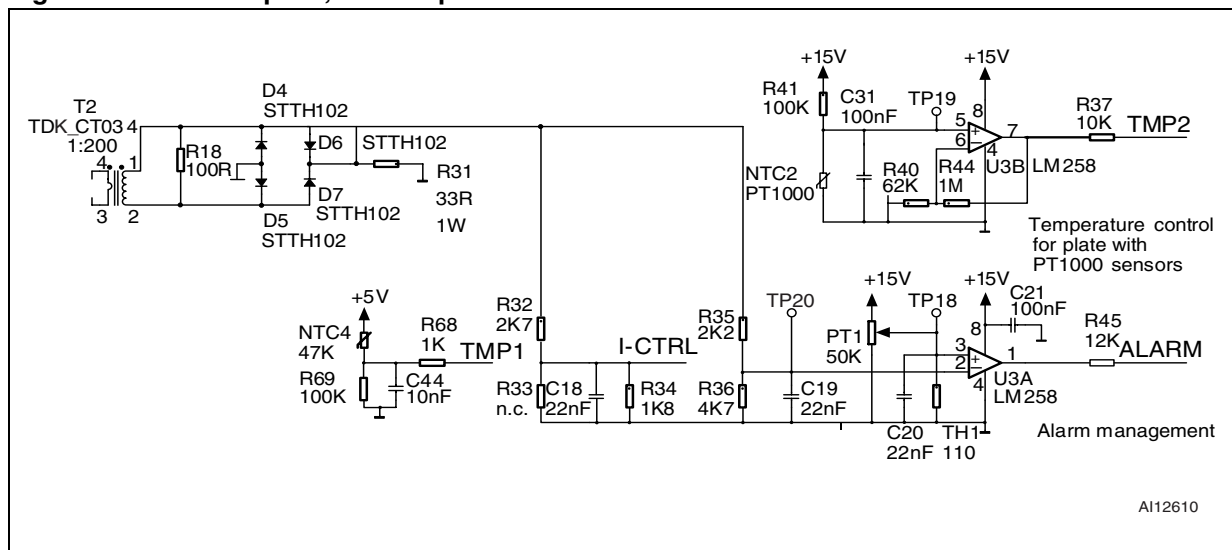 +15V
+15V
R41
100K
C31
100nF
TP19
8
5
6
7
4
U3B
LM258
R37
10K
TMP2
D4
STTH102
T2
TDK_CT03
1:200
4
4
1
3
2
R18
100R
D6
STTH102
R31
33R
1W
D7
STTH102
D5
STTH102
NTC2
PT1000
R40
62K
R44
1M
Temperature control
for plate with
PT1000 sensors
+5V
NTC4
47K
R68
1K
TMP1
R69
100K
C44
10nF
R32
2K7
I-CTRL
R33
n.c.
C18
22nF
R34
1K8
R35
2K2
R36
4K7
TP20
C19
22nF
+15V
PT1
50K
TP18
+15V
C21
100nF
8
3
2
1
4
U3A
LM258
R45
12K
ALARM
C20
22nF
TH1
110
Alarm management
AI12610